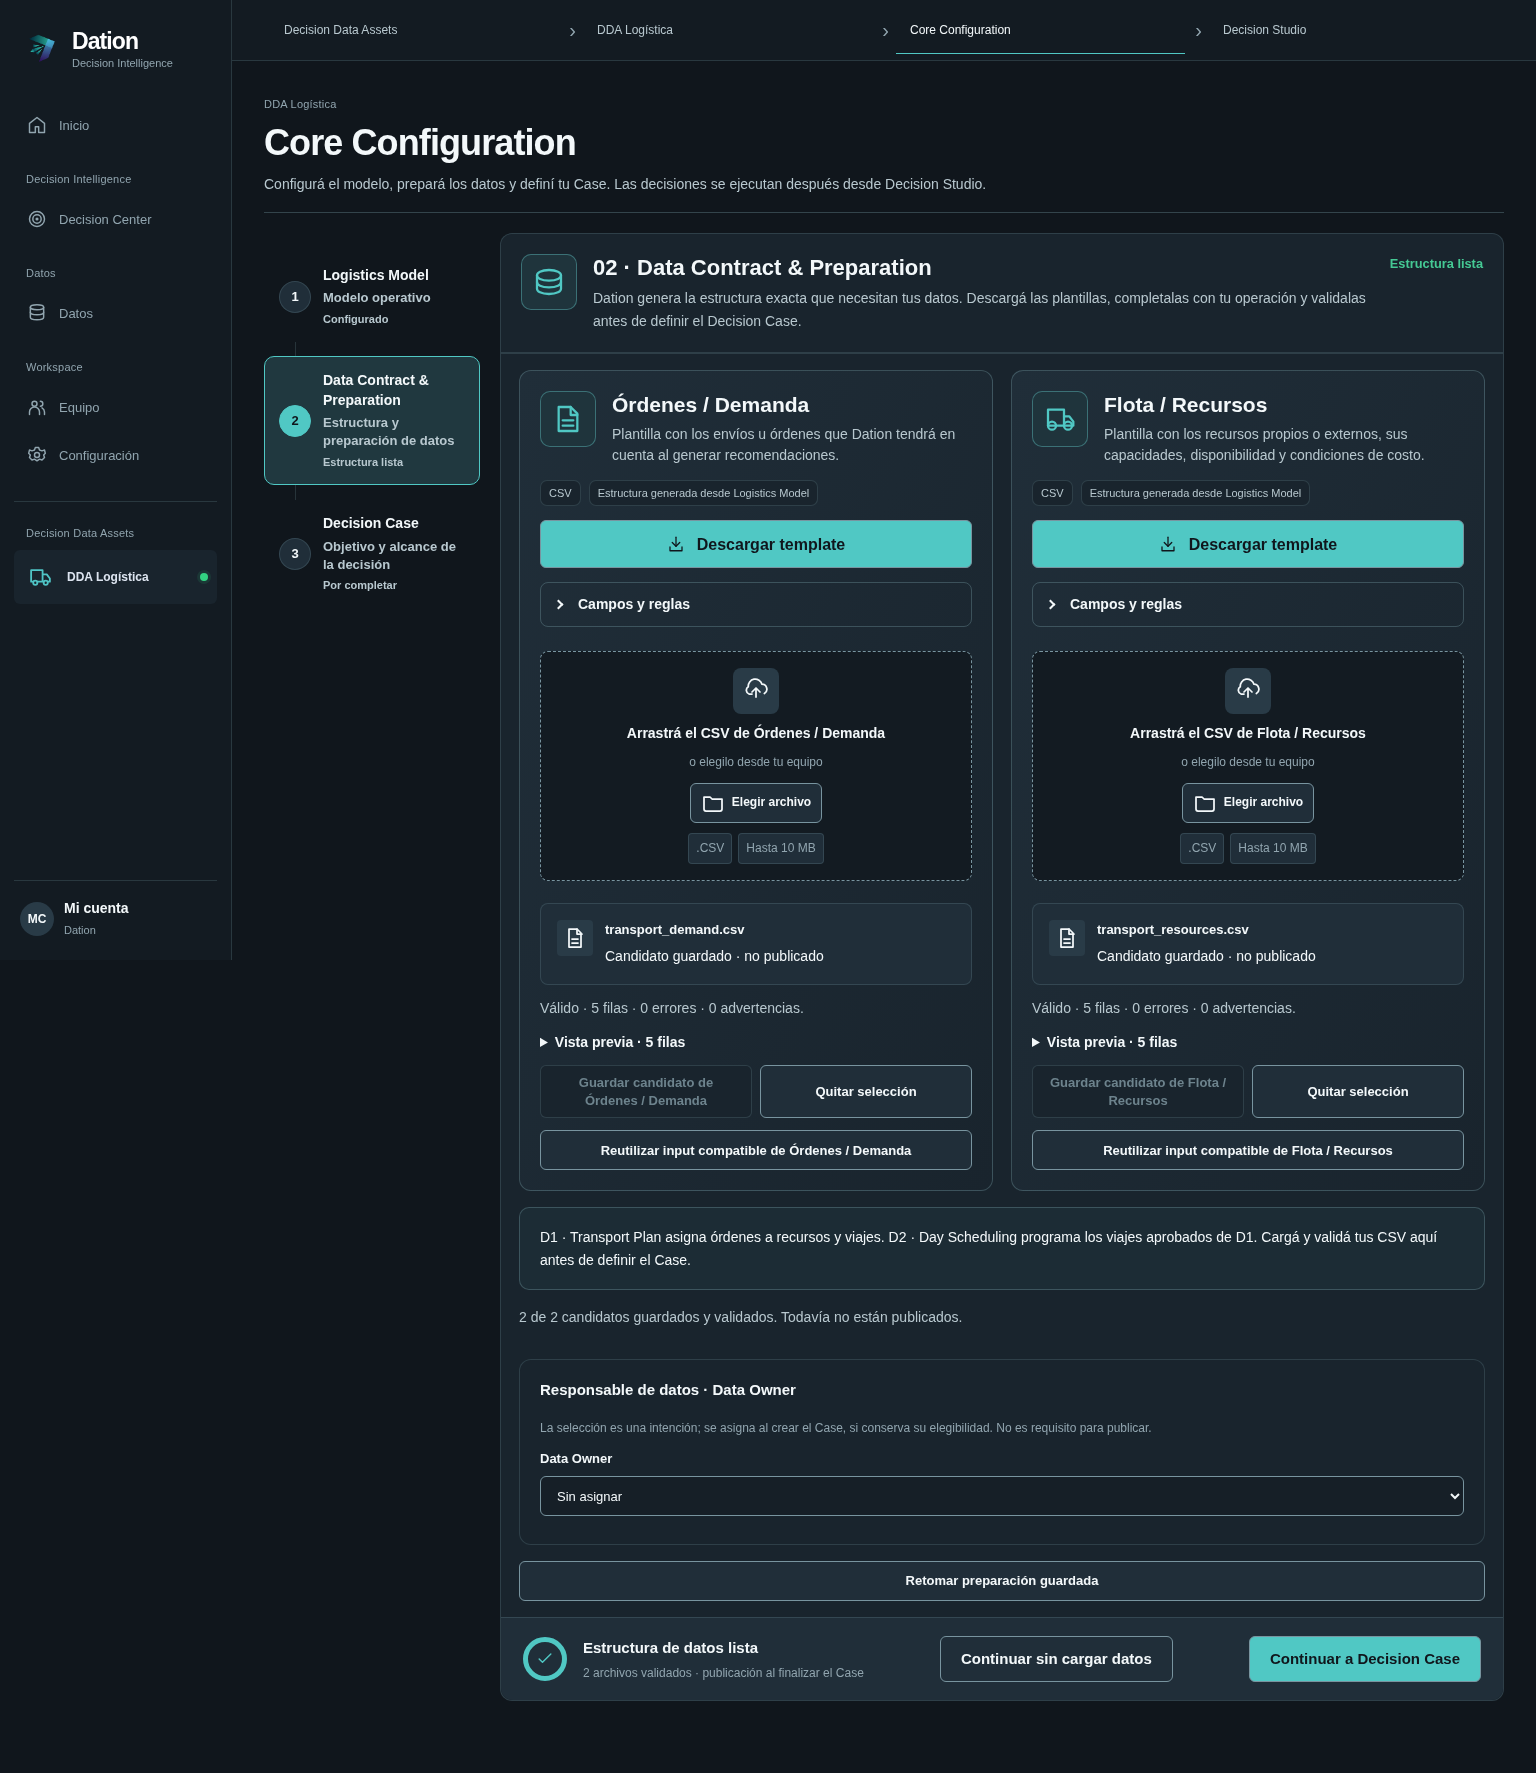 Dation
Decision Intelligence
Inicio
Decision Intelligence
Decision Center
Datos
Datos
Workspace
Equipo
Configuración
Decision Data Assets
DDA Logística
MC
Mi cuenta
Dation
Decision Data Assets
DDA Logística
Core Configuration
Decision Studio
DDA Logística
Core Configuration
Configurá el modelo, prepará los datos y definí tu Case. Las decisiones se ejecutan después desde Decision Studio.
1
Logistics Model
Modelo operativo
Configurado
2
Data Contract &
Preparation
Estructura y
preparación de datos
Estructura lista
3
Decision Case
Objetivo y alcance de
la decisión
Por completar
02 · Data Contract & Preparation
Dation genera la estructura exacta que necesitan tus datos. Descargá las plantillas, completalas con tu operación y validalas
antes de definir el Decision Case.
Estructura lista
Órdenes / Demanda
Plantilla con los envíos u órdenes que Dation tendrá en
cuenta al generar recomendaciones.
CSV
Estructura generada desde Logistics Model
Descargar template
Campos y reglas
Arrastrá el CSV de Órdenes / Demanda
o elegilo desde tu equipo
Elegir archivo
.CSV
Hasta 10 MB
transport_demand.csv
Candidato guardado · no publicado
Válido · 5 filas · 0 errores · 0 advertencias.
Vista previa · 5 filas
Guardar candidato de
Órdenes / Demanda
Quitar selección
Reutilizar input compatible de Órdenes / Demanda
Flota / Recursos
Plantilla con los recursos propios o externos, sus
capacidades, disponibilidad y condiciones de costo.
CSV
Estructura generada desde Logistics Model
Descargar template
Campos y reglas
Arrastrá el CSV de Flota / Recursos
o elegilo desde tu equipo
Elegir archivo
.CSV
Hasta 10 MB
transport_resources.csv
Candidato guardado · no publicado
Válido · 5 filas · 0 errores · 0 advertencias.
Vista previa · 5 filas
Guardar candidato de Flota /
Recursos
Quitar selección
Reutilizar input compatible de Flota / Recursos
D1 · Transport Plan asigna órdenes a recursos y viajes. D2 · Day Scheduling programa los viajes aprobados de D1. Cargá y validá tus CSV aquí
antes de definir el Case.
2 de 2 candidatos guardados y validados. Todavía no están publicados.
Responsable de datos · Data Owner
La selección es una intención; se asigna al crear el Case, si conserva su elegibilidad. No es requisito para publicar.
Data Owner
Sin asignar
Retomar preparación guardada
Estructura de datos lista
2 archivos validados · publicación al finalizar el Case
Continuar sin cargar datos
Continuar a Decision Case